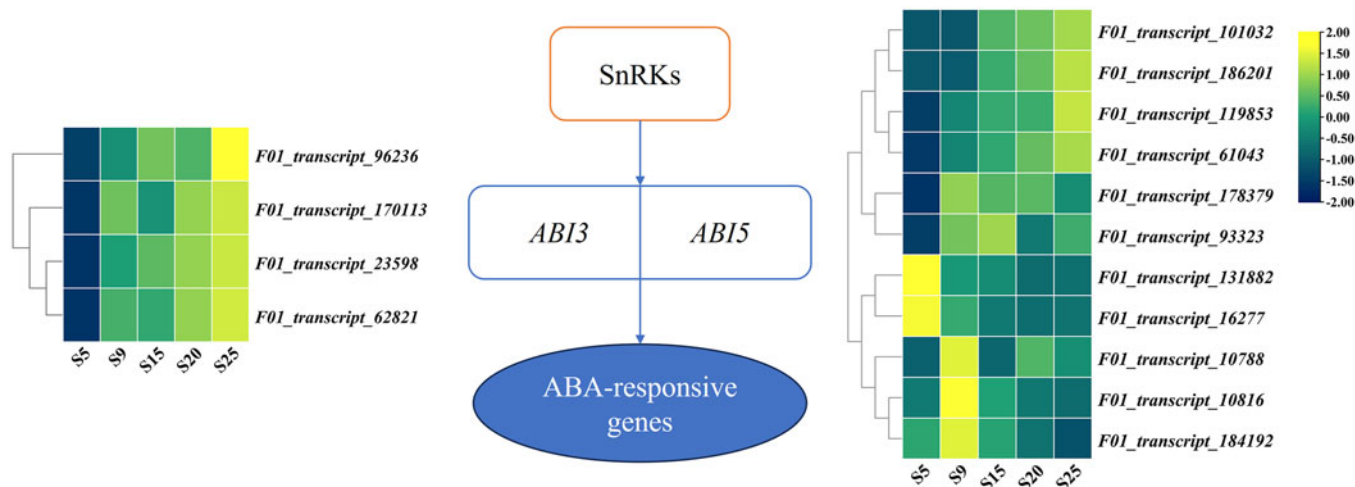 F01_transcript_96236
F01_transcript_170113
F01_transcript_23598
F01_transcript_62821
S5 S9 S15 S20 S25
SnRKs
ABI3 ABI5
ABA-responsive
genes
F01_transcript_101032
F01_transcript_186201
F01_transcript_119853
F01_transcript_61043
F01_transcript_178379
F01_transcript_93323
F01_transcript_131882
F01_transcript_16277
F01_transcript_10788
F01_transcript_10816
F01_transcript_184192
S5 S9 S15 S20 S25
2.00
1.50
1.00
0.50
0.00
-0.50
-1.00
-1.50
-2.00